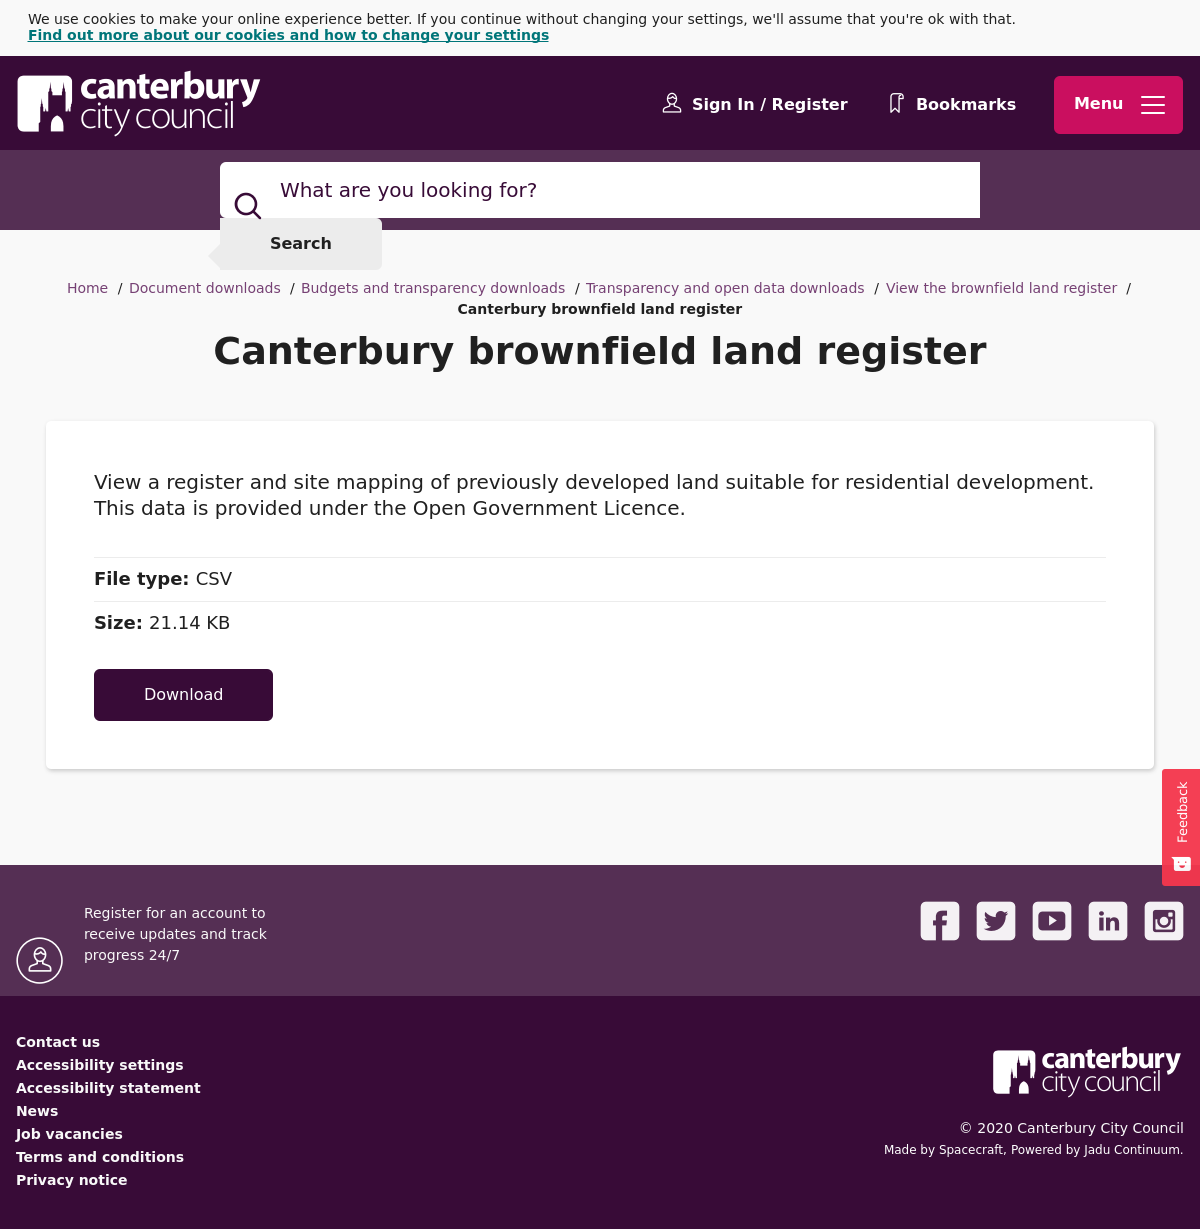 We use cookies to make your online experience better. If you continue without changing your settings, we'll assume that you're ok with that.
Find out more about our cookies and how to change your settings
canterbury
city council
Sign In / Register
Bookmarks
Menu
What are you looking for?
Search
Home / Document downloads / Budgets and transparency downloads / Transparency and open data downloads / View the brownfield land register /
Canterbury brownfield land register
Canterbury brownfield land register
View a register and site mapping of previously developed land suitable for residential development.
This data is provided under the Open Government Licence.
File type: CSV
Size: 21.14 KB
Download
Feedback
Register for an account to
receive updates and track
progress 24/7
Contact us
Accessibility settings
Accessibility statement
News
Job vacancies
Terms and conditions
Privacy notice
canterbury
city council
© 2020 Canterbury City Council
Made by Spacecraft, Powered by Jadu Continuum.